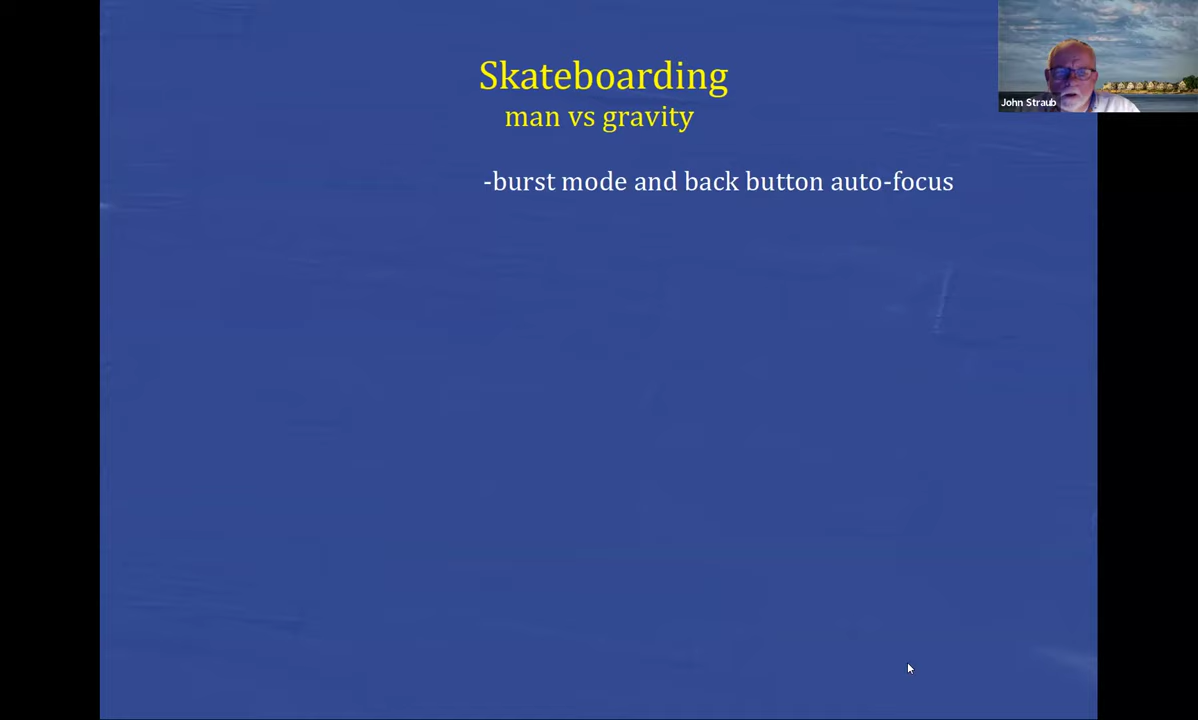 Skateboarding
man vs gravity
-burst mode and back button auto-focus
John Straub